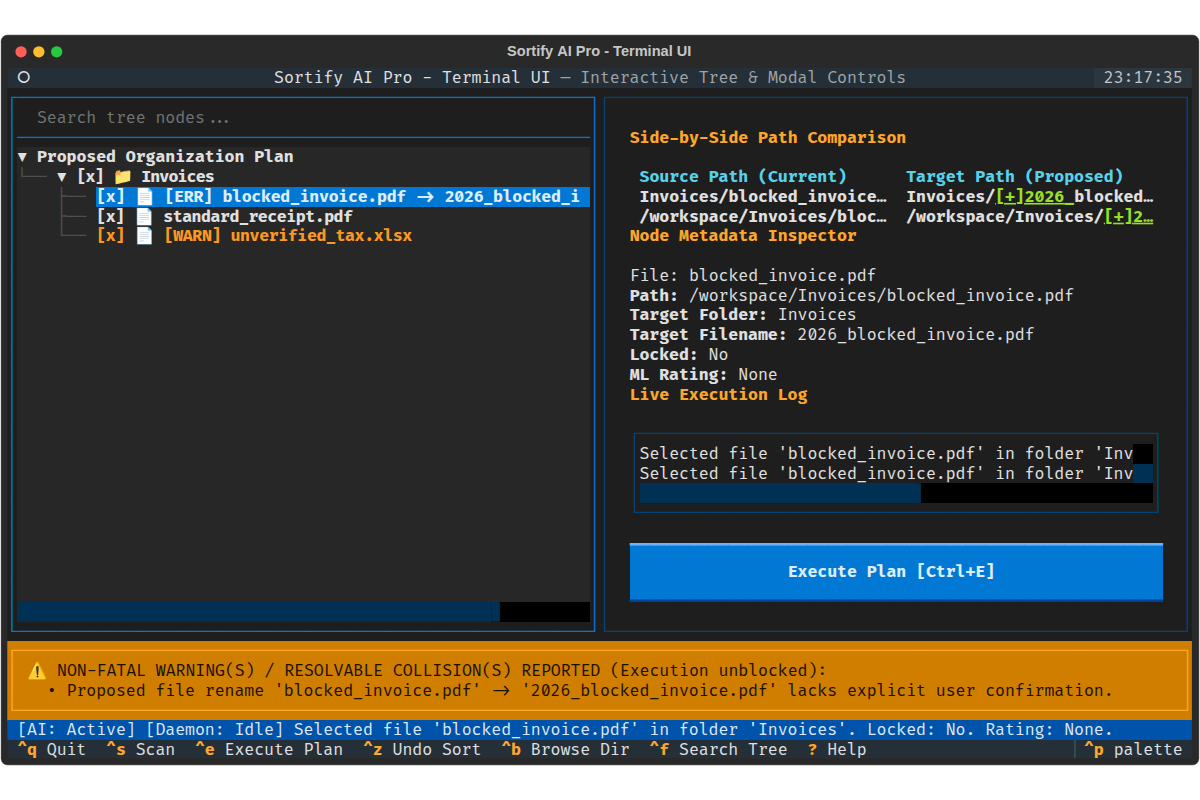 Sortify AI Pro - Terminal UI
Sortify AI Pro - Terminal UI — Interactive Tree & Modal Controls 23:17:35
Search tree nodes...
▼ Proposed Organization Plan
▼ [x] 📁 Invoices
[x] 📄 [ERR] blocked_invoice.pdf → 2026_blocked_i
[x] 📄 standard_receipt.pdf
[x] 📄 [WARN] unverified_tax.xlsx
Side-by-Side Path Comparison
Source Path (Current) Target Path (Proposed)
Invoices/blocked_invoice… Invoices/[+]2026_blocked…
/workspace/Invoices/bloc… /workspace/Invoices/[+]2…
Node Metadata Inspector
File: blocked_invoice.pdf
Path: /workspace/Invoices/blocked_invoice.pdf
Target Folder: Invoices
Target Filename: 2026_blocked_invoice.pdf
Locked: No
ML Rating: None
Live Execution Log
Selected file 'blocked_invoice.pdf' in folder 'Inv
Selected file 'blocked_invoice.pdf' in folder 'Inv
Execute Plan [Ctrl+E]
⚠️ NON-FATAL WARNING(S) / RESOLVABLE COLLISION(S) REPORTED (Execution unblocked):
• Proposed file rename 'blocked_invoice.pdf' → '2026_blocked_invoice.pdf' lacks explicit user confirmation.
[AI: Active] [Daemon: Idle] Selected file 'blocked_invoice.pdf' in folder 'Invoices'. Locked: No. Rating: None.
^q Quit ^s Scan ^e Execute Plan ^z Undo Sort ^b Browse Dir ^f Search Tree ? Help ^p palette